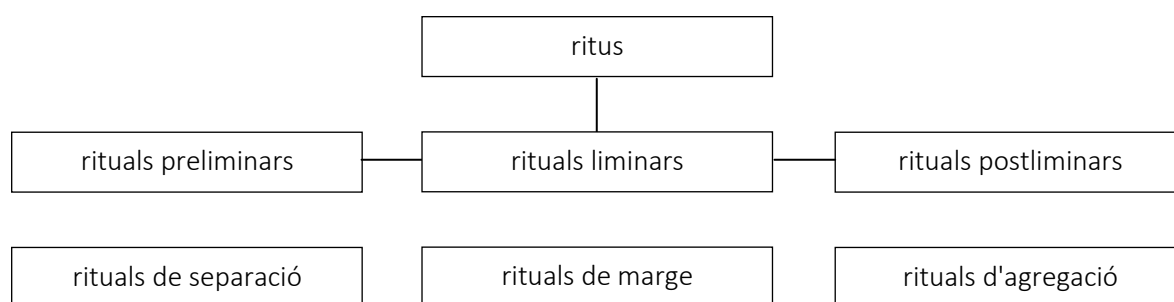 ritus
rituals preliminars
rituals liminars
rituals postliminars
rituals de separació
rituals de marge
rituals d'agregació